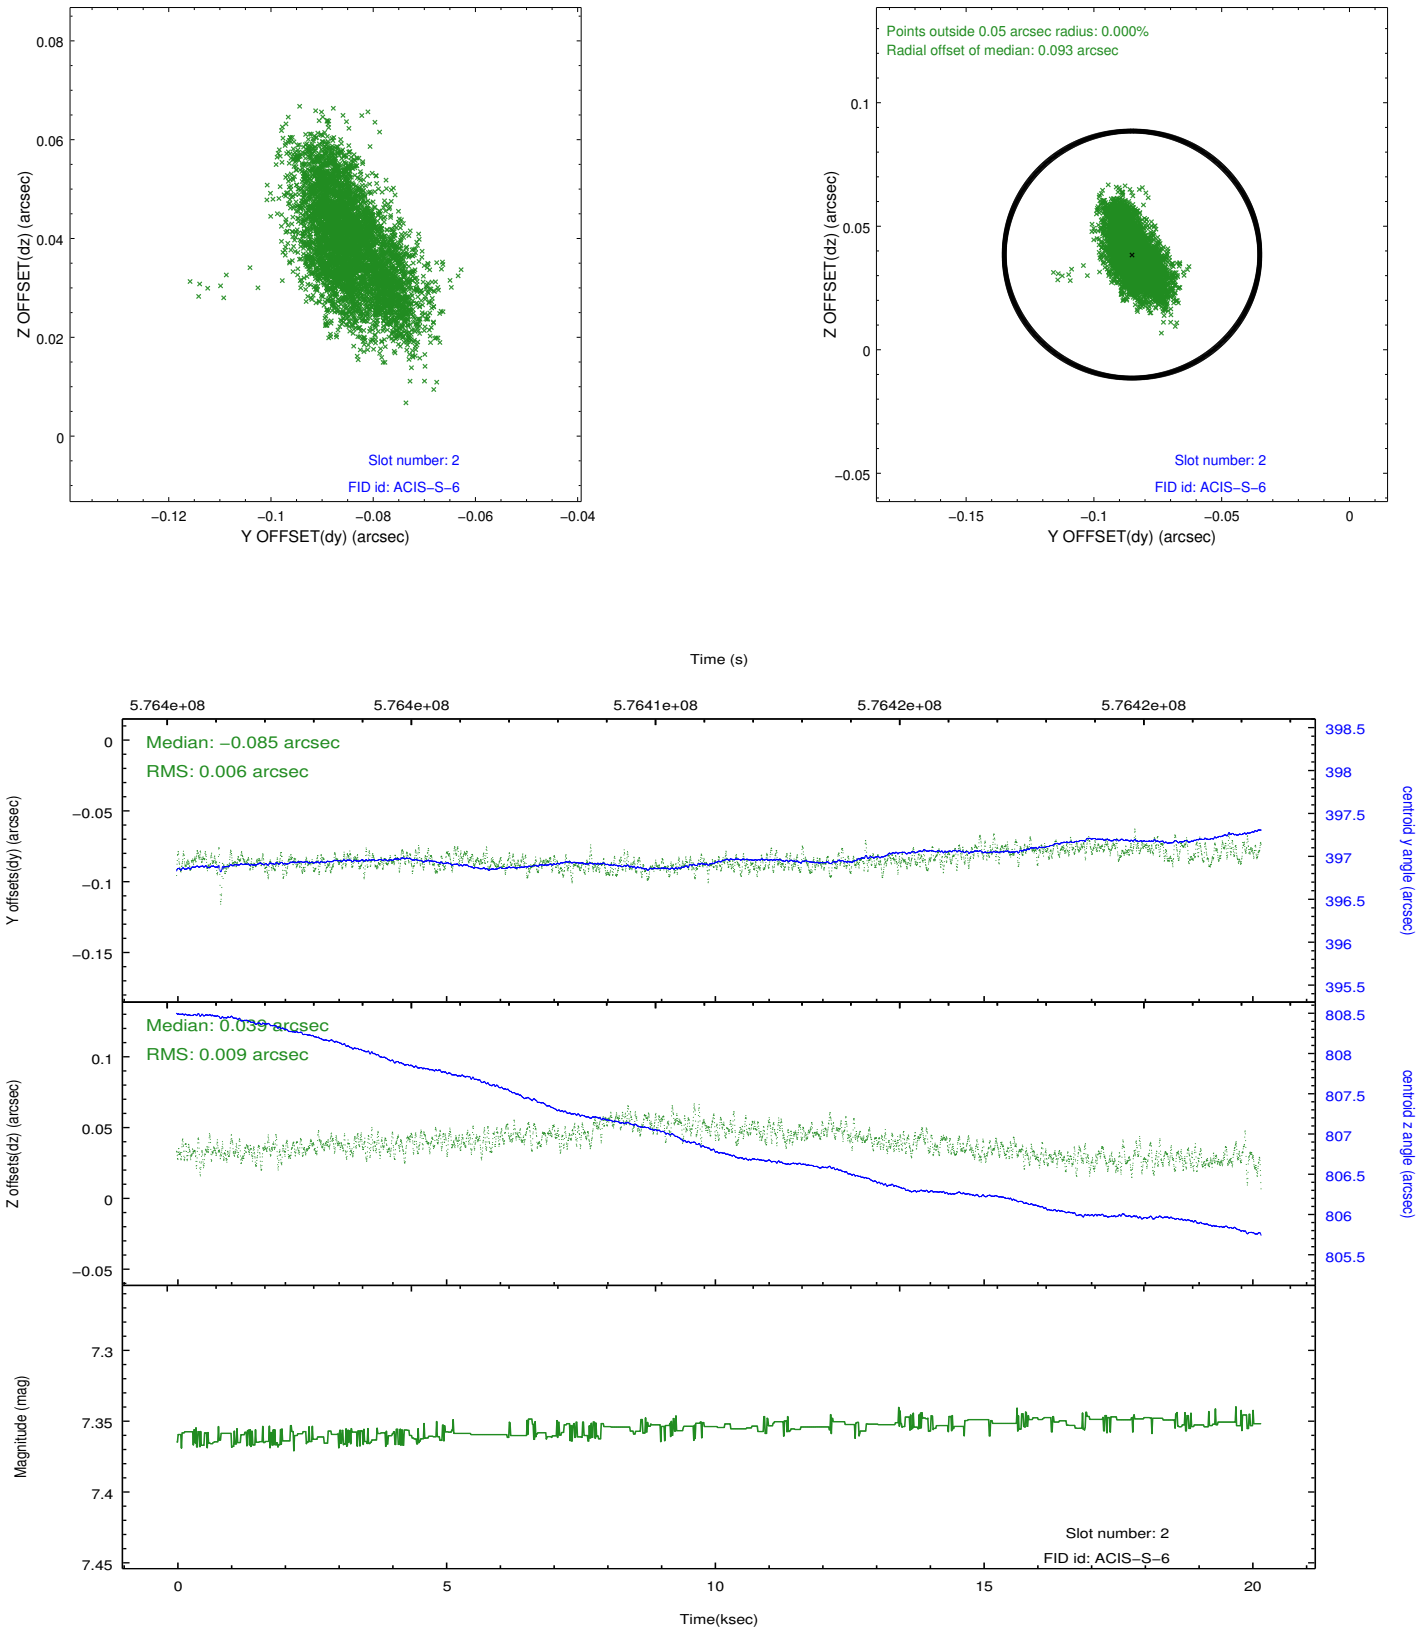 0.08
0.06
0.04
0.02
0
Z OFFSET(dz) (arcsec)
Slot number: 2
FID id: ACIS−S−6
−0.12
−0.1
−0.08
−0.06
−0.04
Y OFFSET(dy) (arcsec)
Points outside 0.05 arcsec radius: 0.000%
Radial offset of median: 0.093 arcsec
0.1
0.05
0
−0.05
Z OFFSET(dz) (arcsec)
Slot number: 2
FID id: ACIS−S−6
−0.15
−0.1
−0.05
0
Y OFFSET(dy) (arcsec)
Time (s)
5.764e+08
5.764e+08
5.7641e+08
5.7642e+08
5.7642e+08
Median: −0.085 arcsec
RMS: 0.006 arcsec
0
−0.05
−0.1
−0.15
Y offsets(dy) (arcsec)
398.5
398
397.5
397
396.5
396
395.5
centroid y angle (arcsec)
Median: 0.039 arcsec
RMS: 0.009 arcsec
0.1
0.05
0
−0.05
Z offsets(dz) (arcsec)
808.5
808
807.5
807
806.5
806
805.5
centroid z angle (arcsec)
7.3
7.35
7.4
7.45
Magnitude (mag)
Slot number: 2
FID id: ACIS−S−6
0
5
10
15
20
Time(ksec)